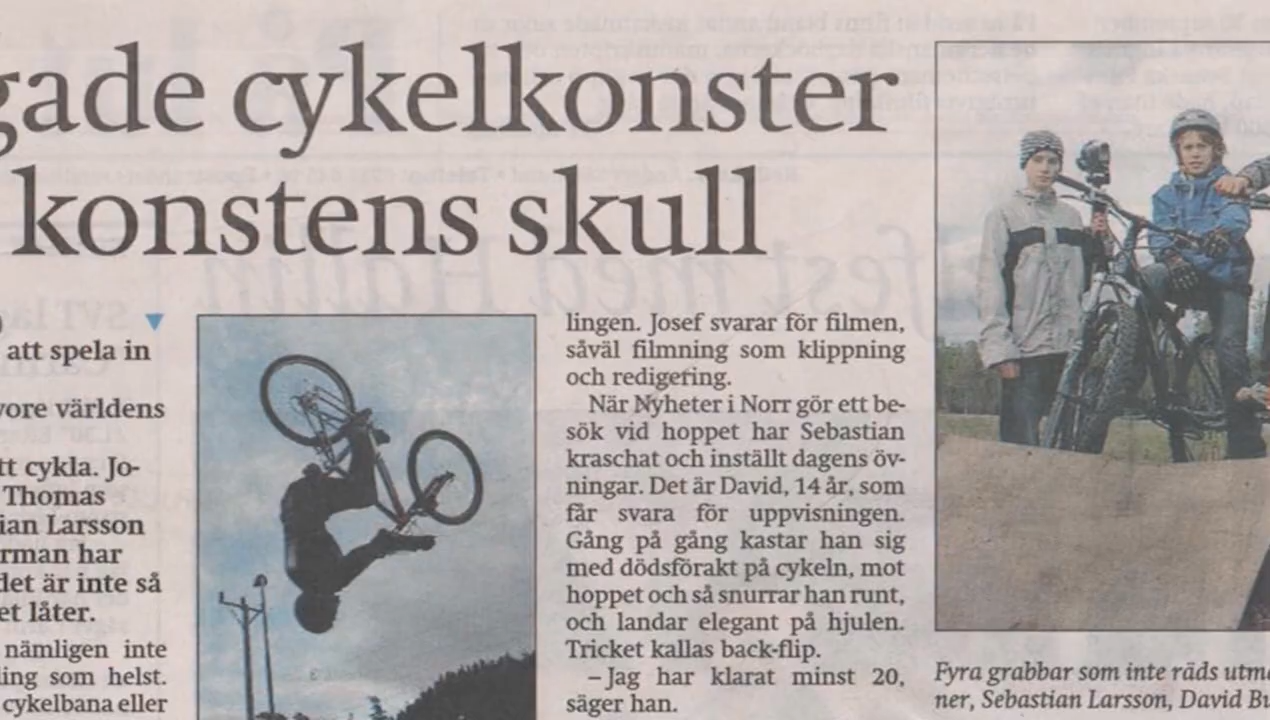 gade cykelkonster
konstens skull
att spela in
vore världens
tt cykla. Jo-
Thomas
ian Larsson
rman har
det är inte så
et låter.
nämligen inte
ling som helst.
cykelbana eller
lingen. Josef svarar för filmen,
såväl filmning som klippning
och redigering.
När Nyheter i Norr gör ett be-
sök vid hoppet har Sebastian
kraschat och inställt dagens öv-
ningar. Det är David, 14 år, som
får svara för uppvisningen.
Gång på gång kastar han sig
med dödsförakt på cykeln, mot
hoppet och så snurrar han runt,
och landar elegant på hjulen.
Tricket kallas back-flip.
– Jag har klarat minst 20,
säger han.
Fyra grabbar som inte räds utma
ner, Sebastian Larsson, David Bu